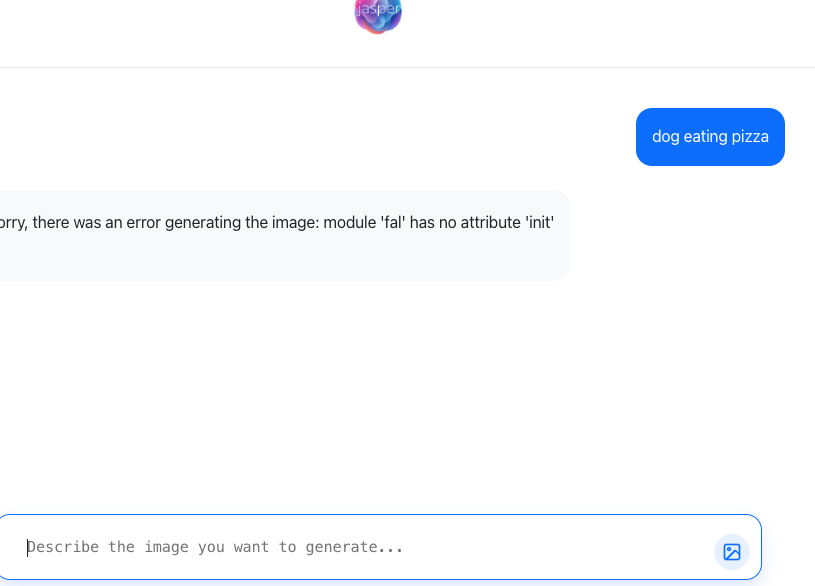 jasper
dog eating pizza
orry, there was an error generating the image: module 'fal' has no attribute 'init'
Describe the image you want to generate...